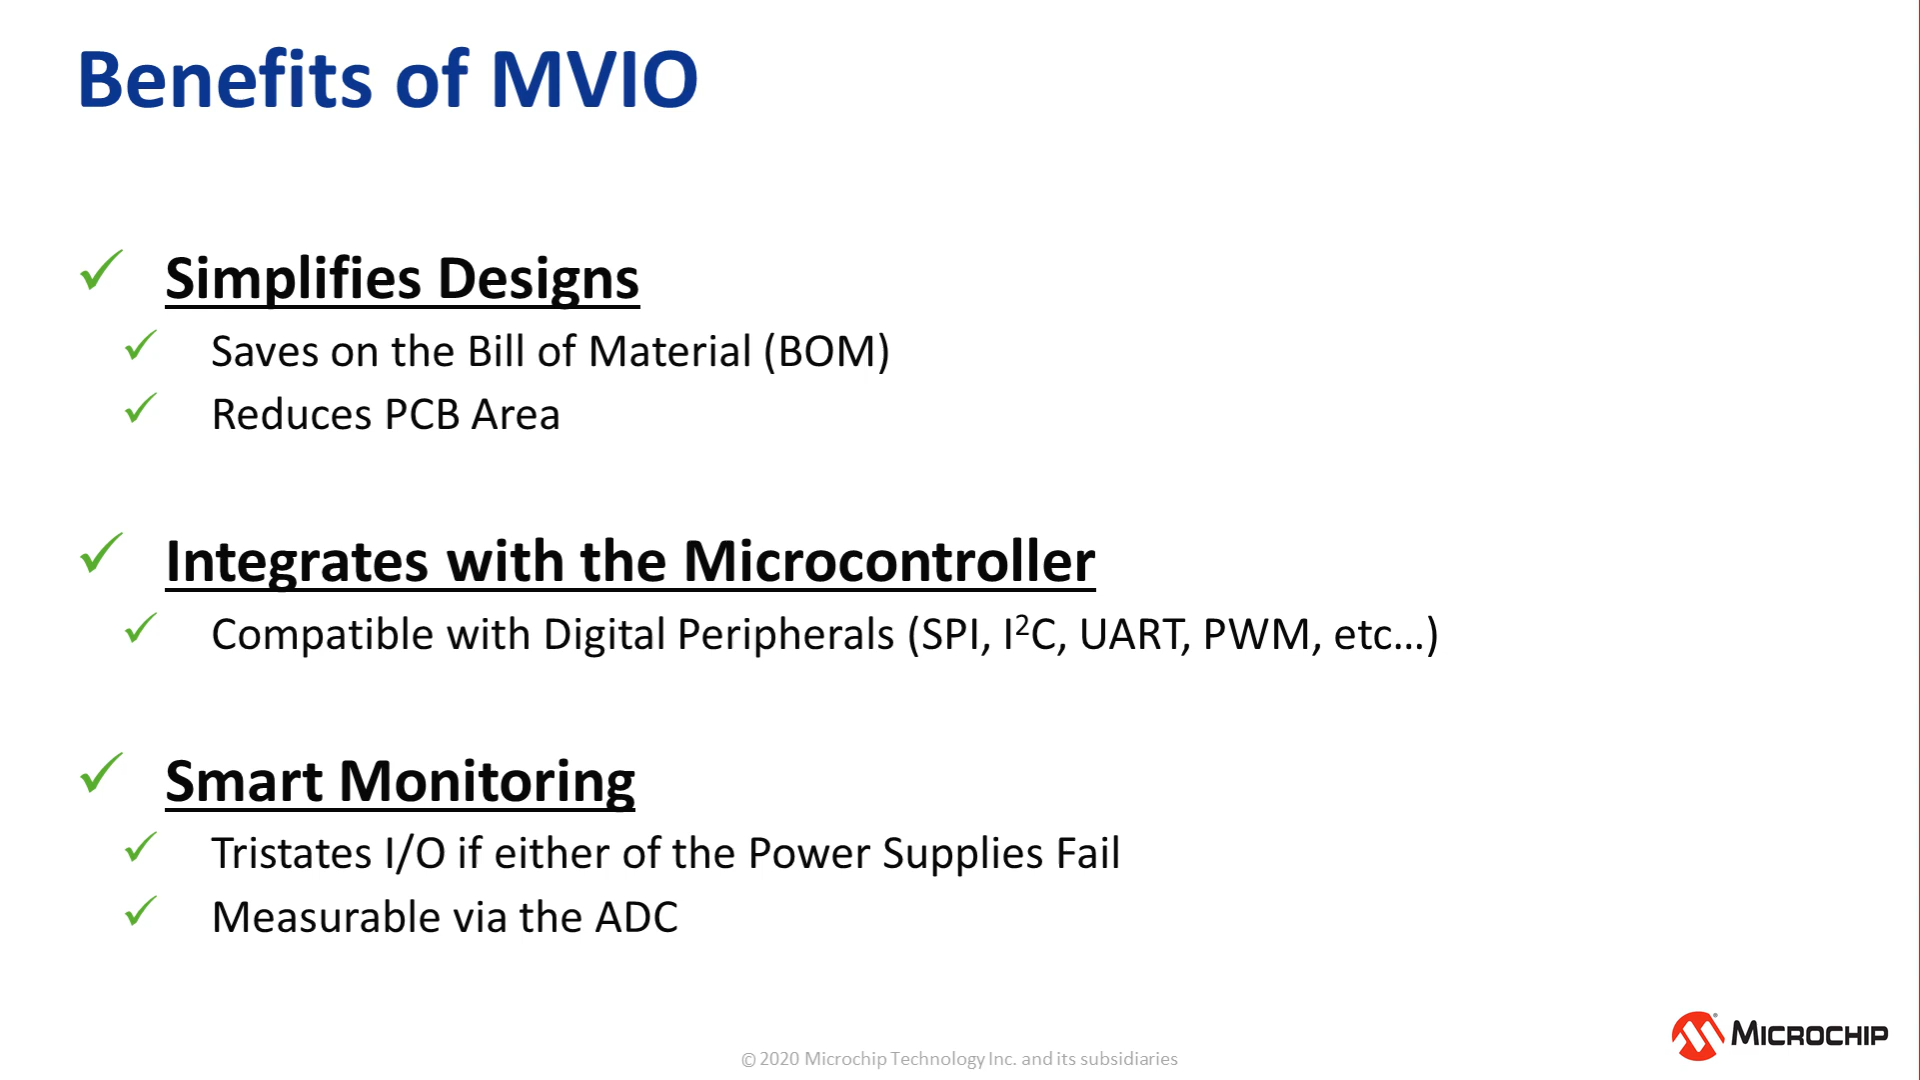 Benefits of MVIO
✓ Simplifies Designs
✓ Saves on the Bill of Material (BOM)
✓ Reduces PCB Area
✓ Integrates with the Microcontroller
✓ Compatible with Digital Peripherals (SPI, I²C, UART, PWM, etc…)
✓ Smart Monitoring
✓ Tristates I/O if either of the Power Supplies Fail
✓ Measurable via the ADC
© 2020 Microchip Technology Inc. and its subsidiaries
® MICROCHIP